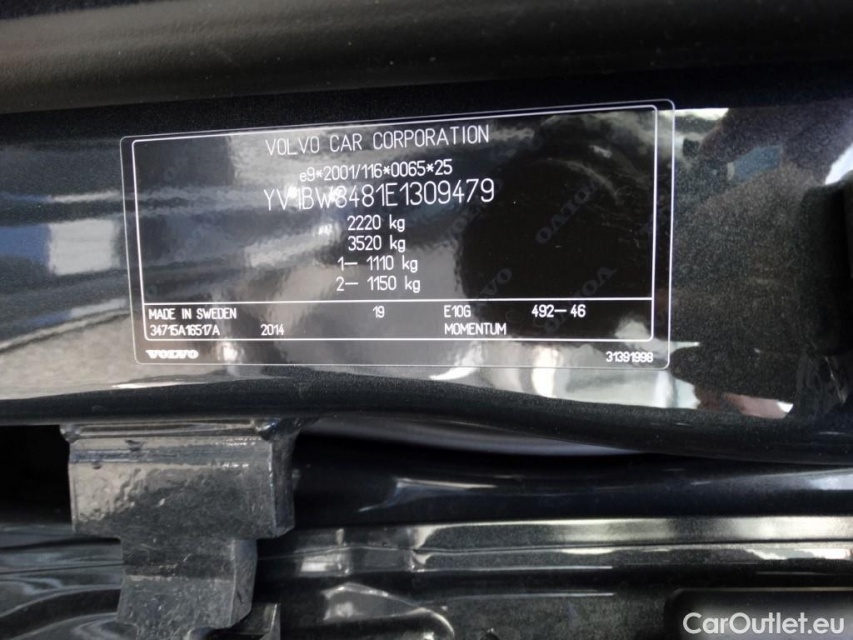 VOLVO CAR CORPORATION
e9*2001/116*0065*25
YV1BW8481E1309479
2220 kg
3520 kg
1– 1110 kg
2– 1150 kg
MADE IN SWEDEN 19 E10G 492–46
34715A16517A 2014 MOMENTUM
VOLVO 31391998
CarOutlet.eu